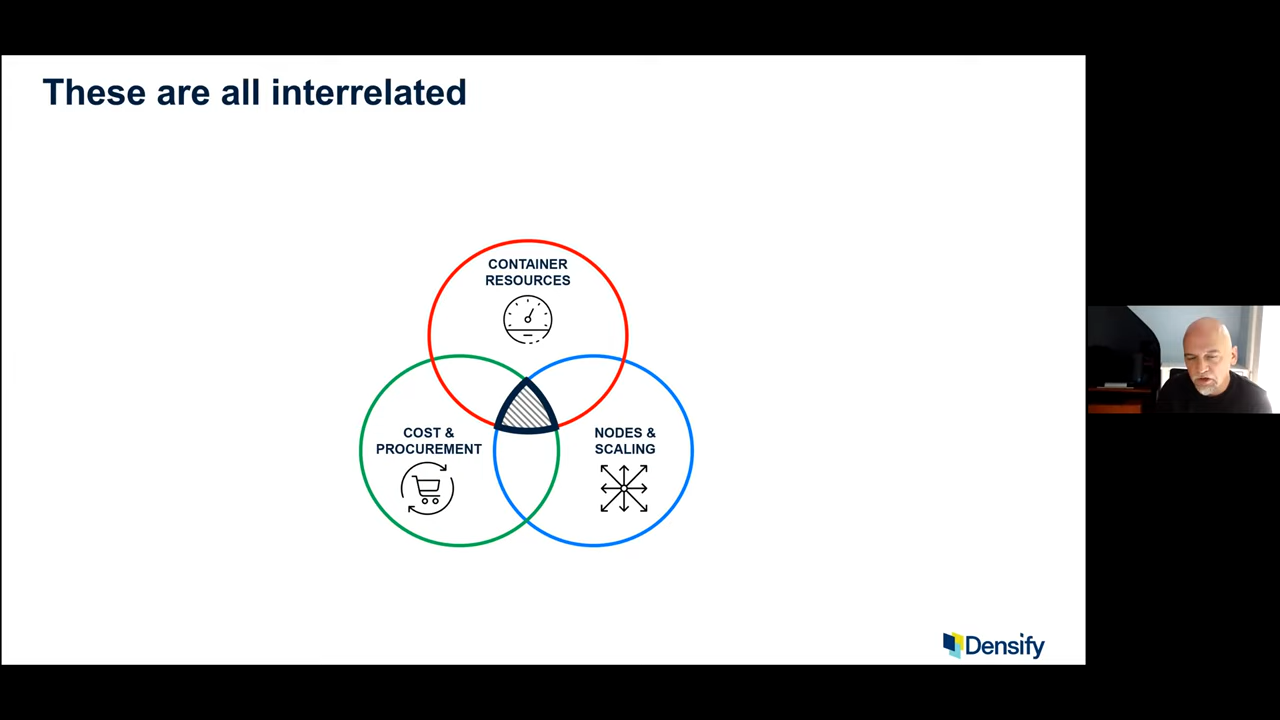 These are all interrelated
CONTAINER
RESOURCES
COST &
PROCUREMENT
NODES &
SCALING
Densify